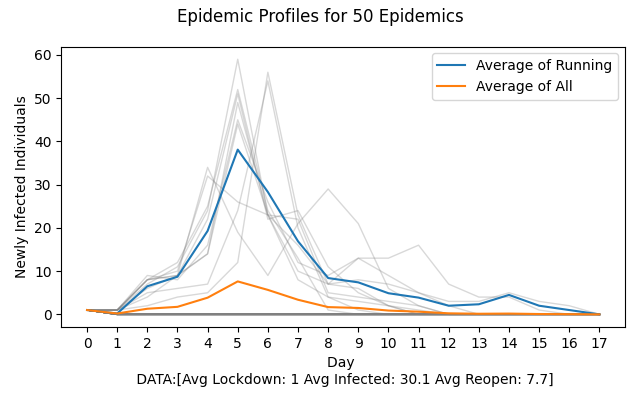 Epidemic Profiles for 50 Epidemics
60
50
40
30
20
10
0
Newly Infected Individuals
Average of Running
Average of All
0 1 2 3 4 5 6 7 8 9 10 11 12 13 14 15 16 17
Day
DATA:[Avg Lockdown: 1 Avg Infected: 30.1 Avg Reopen: 7.7]